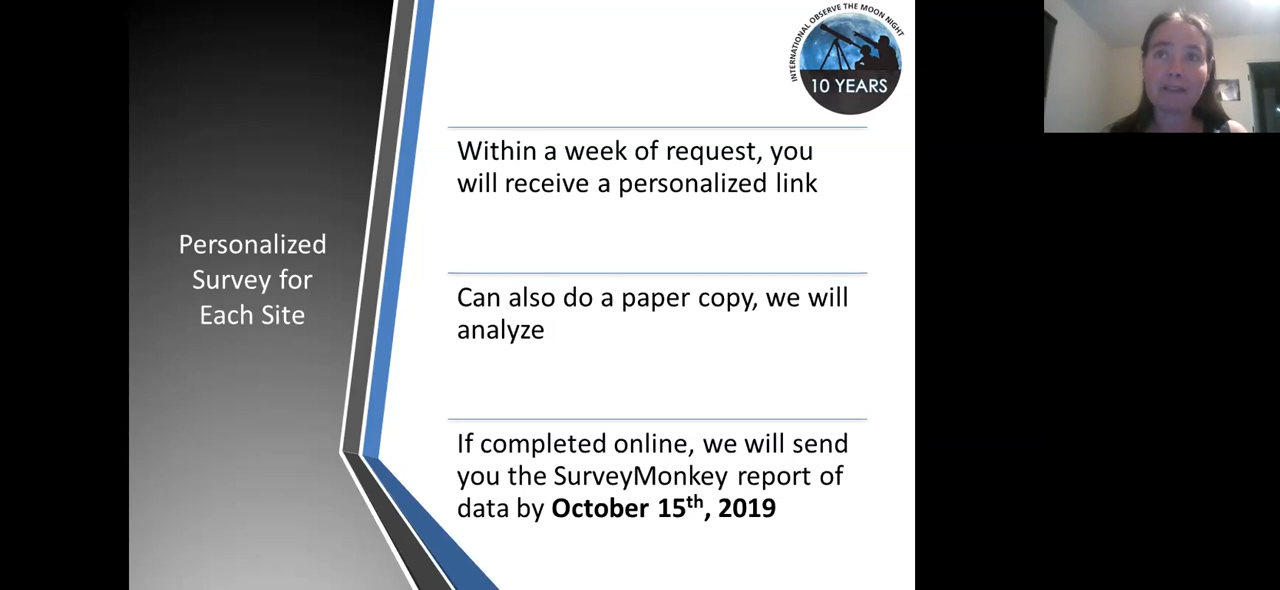 INTERNATIONAL OBSERVE THE MOON NIGHT
10 YEARS
Personalized
Survey for
Each Site
Within a week of request, you
will receive a personalized link
Can also do a paper copy, we will
analyze
If completed online, we will send
you the SurveyMonkey report of
data by October 15th, 2019